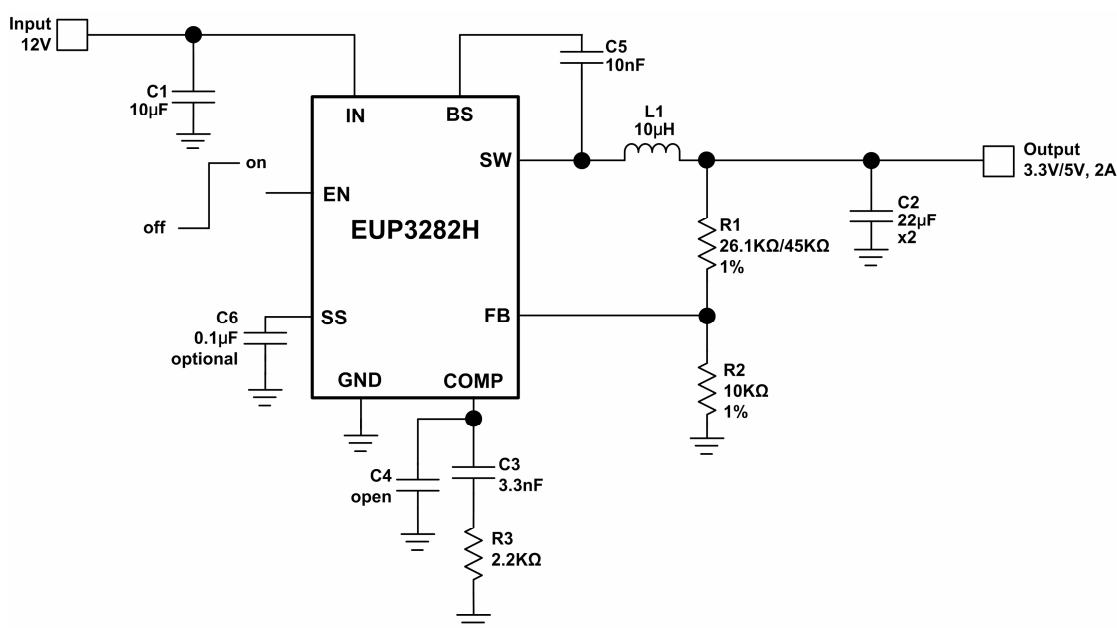 Input
12V
C1
10µF
IN
BS
C5
10nF
L1
10µH
SW
Output
3.3V/5V, 2A
on
off
EN
EUP3282H
C2
22µF
x2
R1
26.1KΩ/45KΩ
1%
C6
0.1µF
optional
SS
FB
GND
COMP
R2
10KΩ
1%
C4
open
C3
3.3nF
R3
2.2KΩ